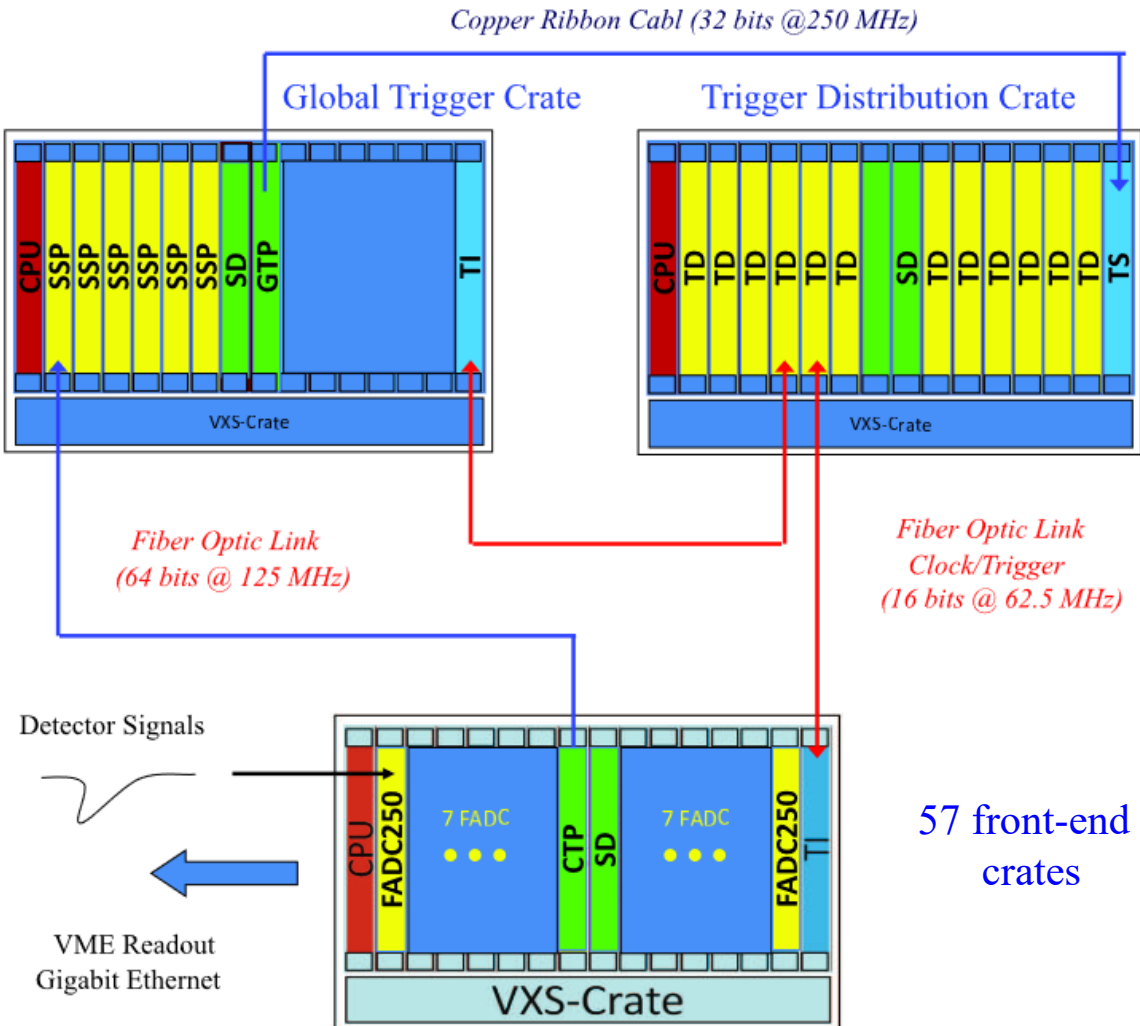 Copper Ribbon Cabl (32 bits @250 MHz)
Global Trigger Crate
Trigger Distribution Crate
CPU
SSP
SSP
SSP
SSP
SSP
SSP
SD
GTP
TI
VXS-Crate
CPU
TD
TD
TD
TD
TD
TD
SD
TD
TD
TD
TD
TD
TD
TS
VXS-Crate
Fiber Optic Link
(64 bits @ 125 MHz)
Fiber Optic Link
Clock/Trigger
(16 bits @ 62.5 MHz)
Detector Signals
VME Readout
Gigabit Ethernet
CPU
FADC250
7 FADC
CTP
SD
7 FADC
FADC250
TI
VXS-Crate
57 front-end
crates